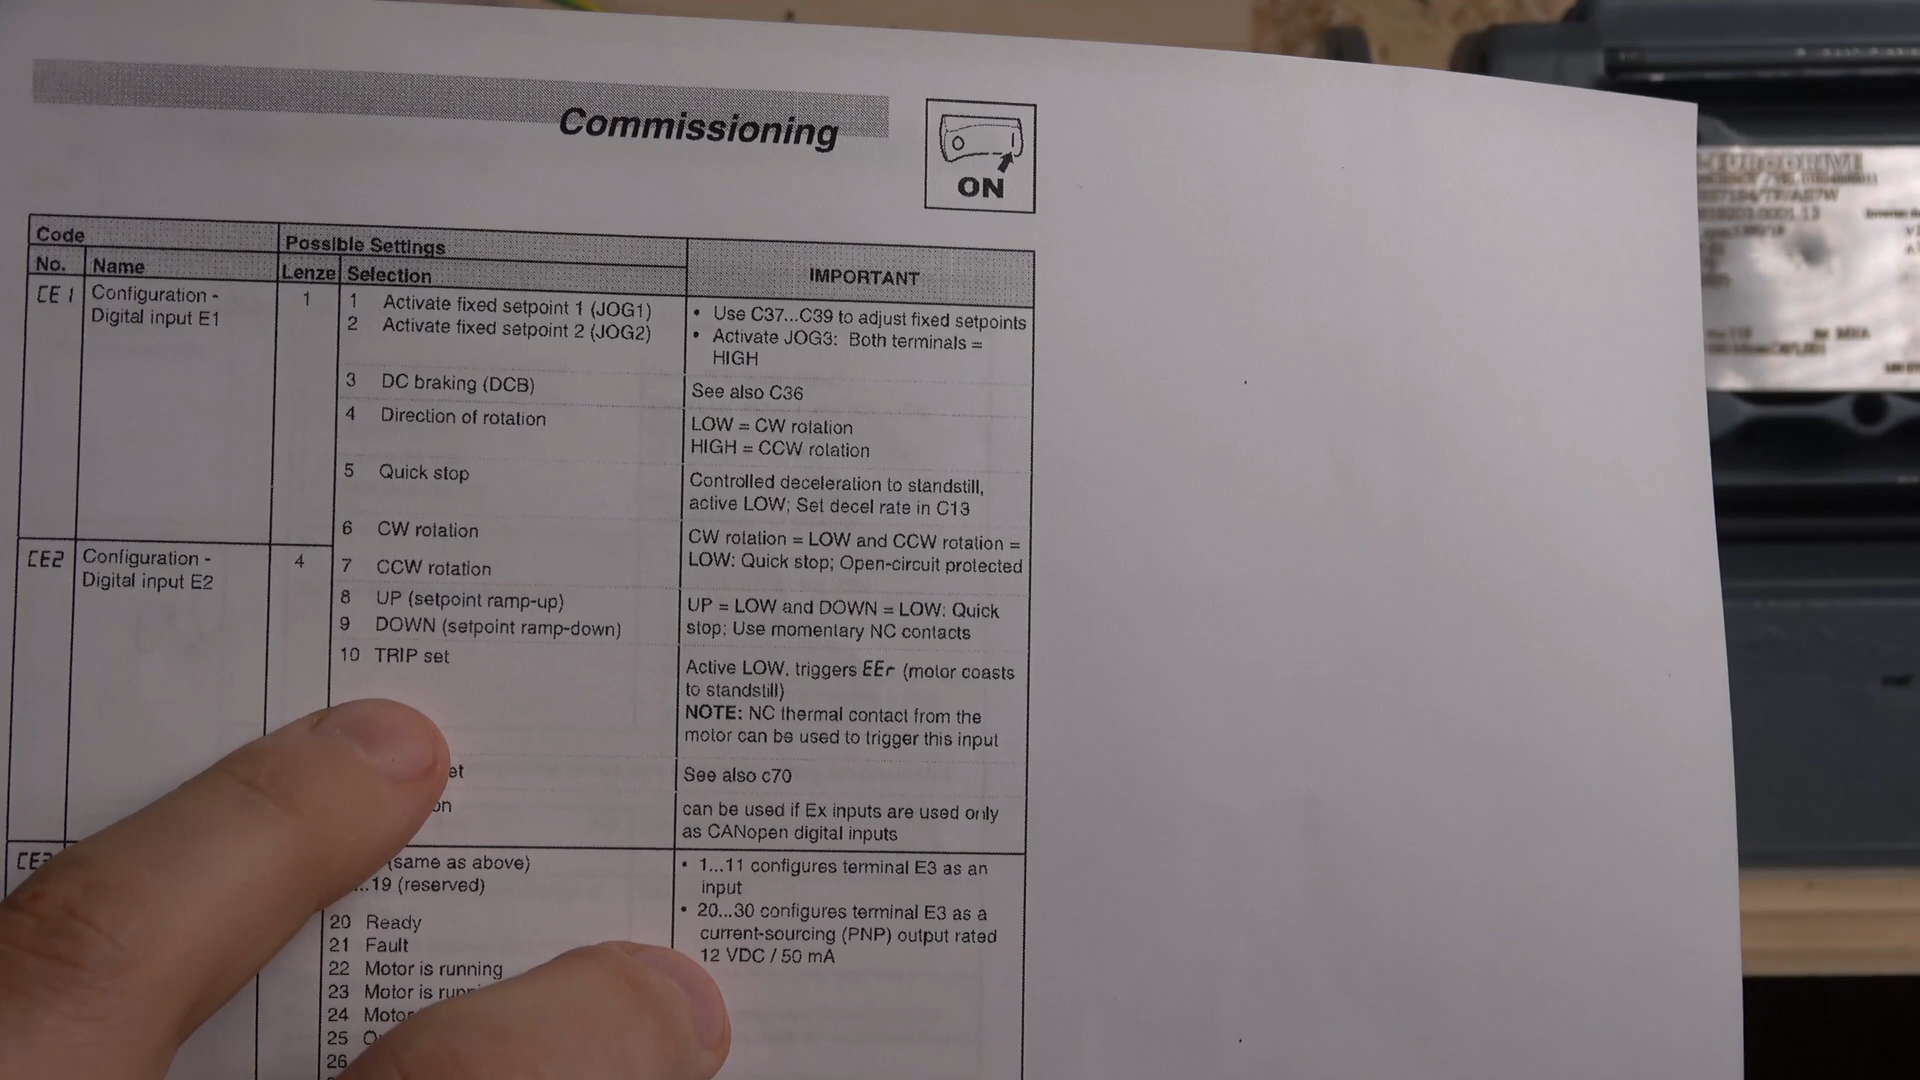 Commissioning
ON
Code
Possible Settings
IMPORTANT
No.
Name
Lenze
Selection
CE1
Configuration -
Digital input E1
1
1 Activate fixed setpoint 1 (JOG1)
2 Activate fixed setpoint 2 (JOG2)
• Use C37...C39 to adjust fixed setpoints
• Activate JOG3: Both terminals =
HIGH
3 DC braking (DCB)
See also C36
4 Direction of rotation
LOW = CW rotation
HIGH = CCW rotation
5 Quick stop
Controlled deceleration to standstill,
active LOW; Set decel rate in C13
6 CW rotation
7 CCW rotation
CW rotation = LOW and CCW rotation =
LOW: Quick stop; Open-circuit protected
CE2
Configuration -
Digital input E2
4
8 UP (setpoint ramp-up)
9 DOWN (setpoint ramp-down)
UP = LOW and DOWN = LOW: Quick
stop; Use momentary NC contacts
10 TRIP set
Active LOW, triggers EEr (motor coasts
to standstill)
NOTE: NC thermal contact from the
motor can be used to trigger this input
See also c70
can be used if Ex inputs are used only
as CANopen digital inputs
CE3
(same as above)
...19 (reserved)
• 1...11 configures terminal E3 as an
input
• 20...30 configures terminal E3 as a
current-sourcing (PNP) output rated
12 VDC / 50 mA
20 Ready
21 Fault
22 Motor is running
23 Motor is
24
25
26